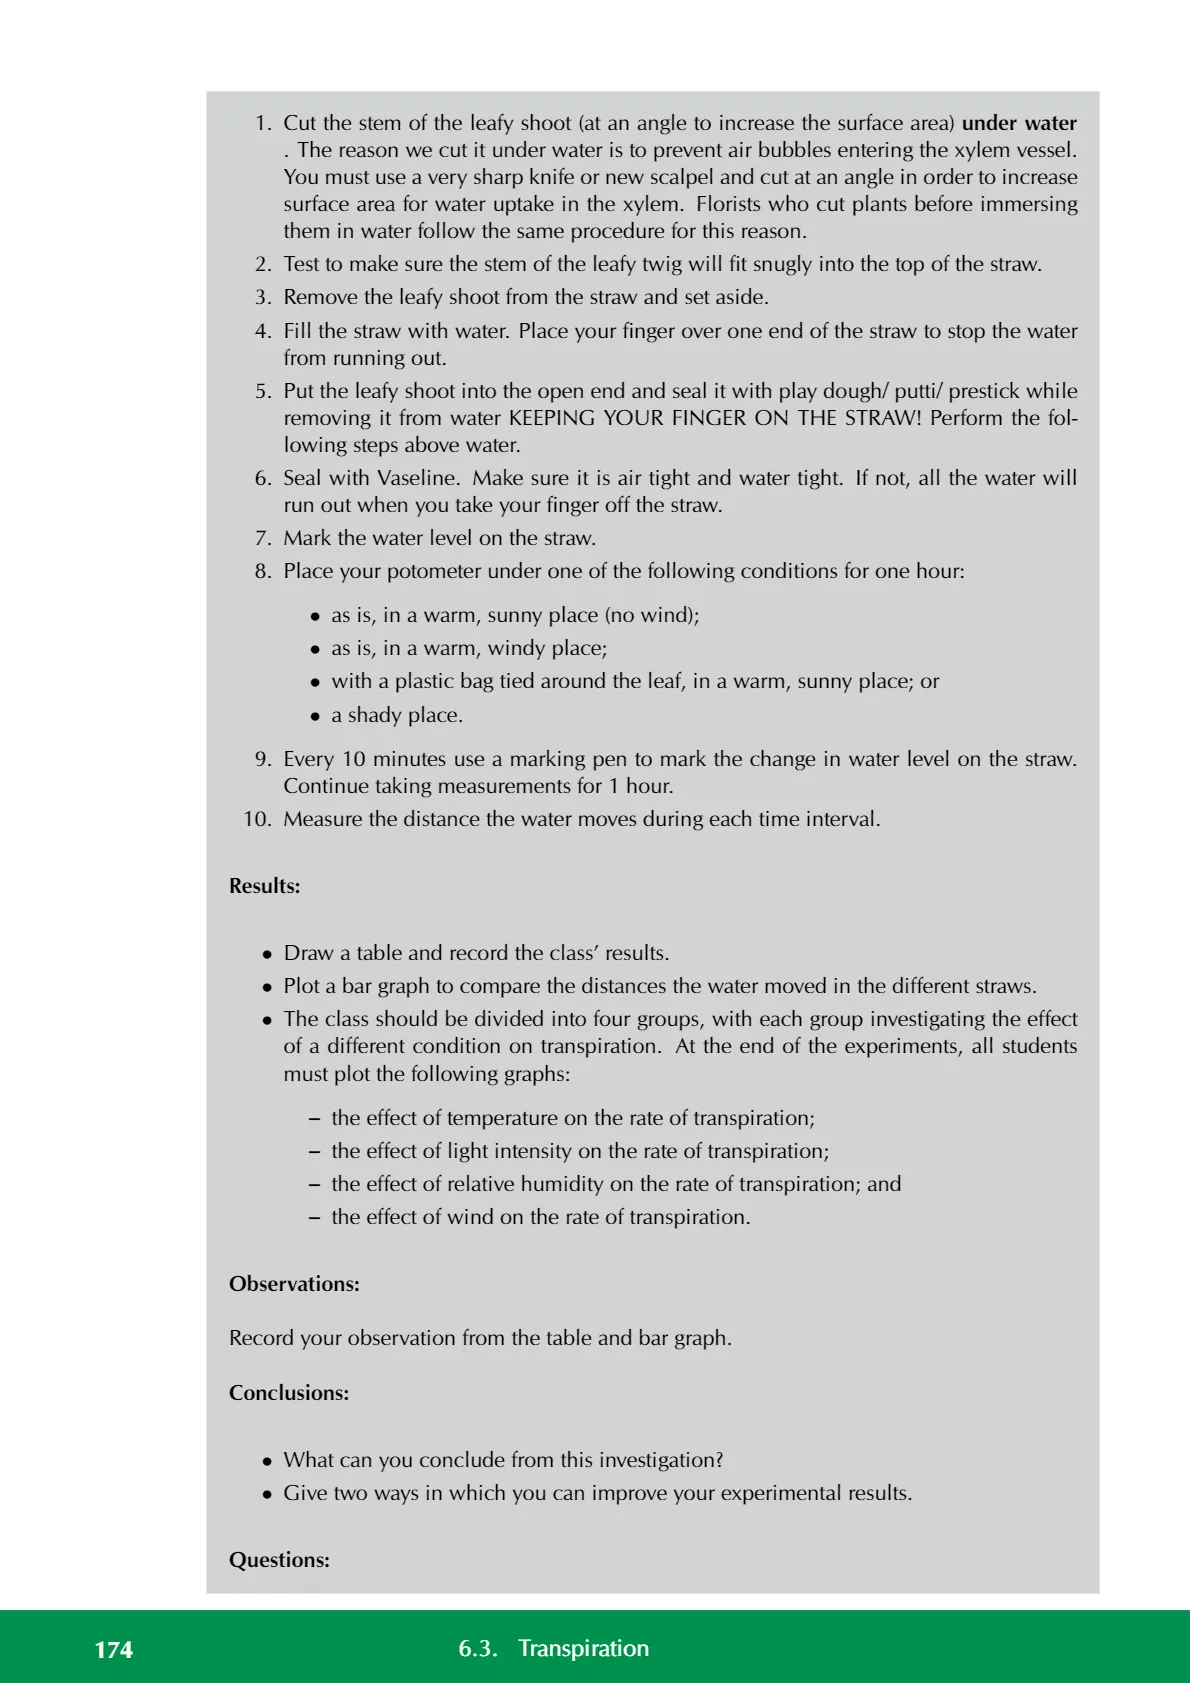 1. Cut the stem of the leafy shoot (at an angle to increase the surface area) under water
. The reason we cut it under water is to prevent air bubbles entering the xylem vessel.
You must use a very sharp knife or new scalpel and cut at an angle in order to increase
surface area for water uptake in the xylem. Florists who cut plants before immersing
them in water follow the same procedure for this reason.
2. Test to make sure the stem of the leafy twig will fit snugly into the top of the straw.
3. Remove the leafy shoot from the straw and set aside.
4. Fill the straw with water. Place your finger over one end of the straw to stop the water
from running out.
5. Put the leafy shoot into the open end and seal it with play dough/ putti/ prestick while
removing it from water KEEPING YOUR FINGER ON THE STRAW! Perform the fol-
lowing steps above water.
6. Seal with Vaseline. Make sure it is air tight and water tight. If not, all the water will
run out when you take your finger off the straw.
7. Mark the water level on the straw.
8. Place your potometer under one of the following conditions for one hour:
• as is, in a warm, sunny place (no wind);
• as is, in a warm, windy place;
• with a plastic bag tied around the leaf, in a warm, sunny place; or
• a shady place.
9. Every 10 minutes use a marking pen to mark the change in water level on the straw.
Continue taking measurements for 1 hour.
10. Measure the distance the water moves during each time interval.
Results:
• Draw a table and record the class’ results.
• Plot a bar graph to compare the distances the water moved in the different straws.
• The class should be divided into four groups, with each group investigating the effect
of a different condition on transpiration. At the end of the experiments, all students
must plot the following graphs:
– the effect of temperature on the rate of transpiration;
– the effect of light intensity on the rate of transpiration;
– the effect of relative humidity on the rate of transpiration; and
– the effect of wind on the rate of transpiration.
Observations:
Record your observation from the table and bar graph.
Conclusions:
• What can you conclude from this investigation?
• Give two ways in which you can improve your experimental results.
Questions:
174 6.3. Transpiration